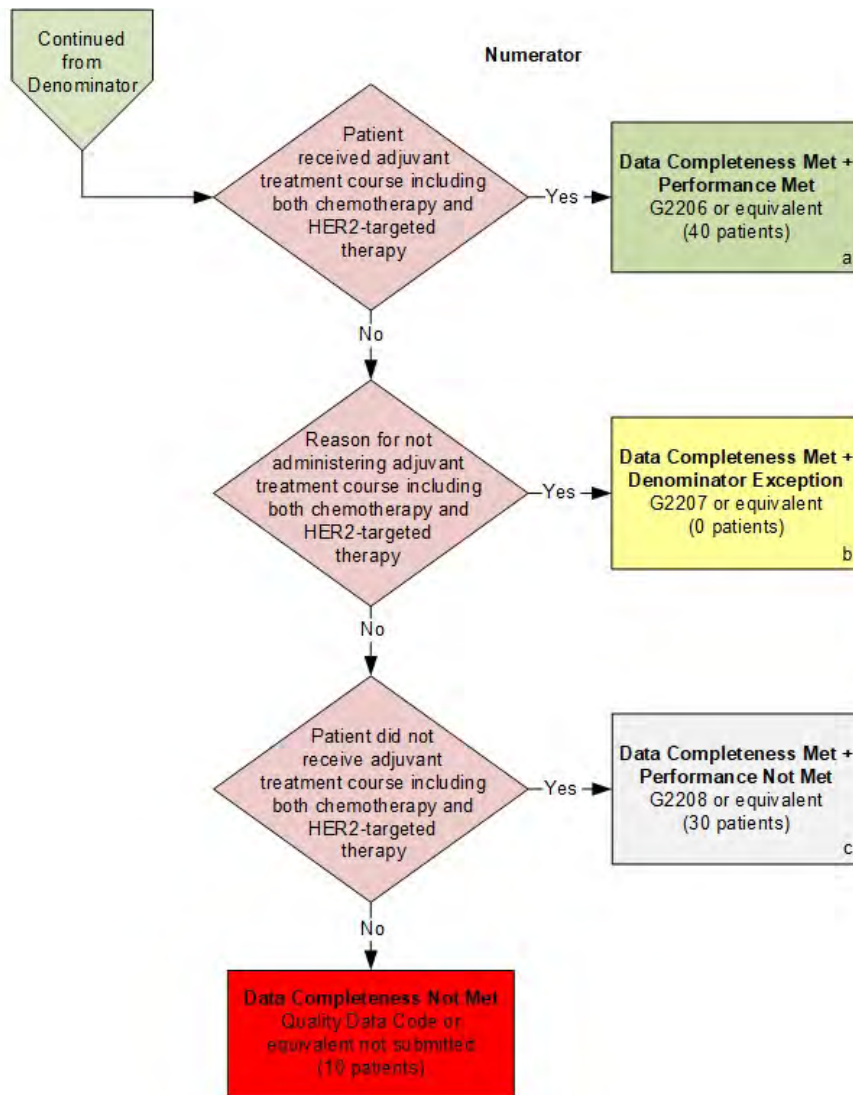 Continued
from
Denominator
Numerator
Patient
received adjuvant
treatment course including
both chemotherapy and
HER2-targeted
therapy
Yes
Data Completeness Met +
Performance Met
G2206 or equivalent
(40 patients)
a
No
Reason for not
administering adjuvant
treatment course including
both chemotherapy and
HER2-targeted
therapy
Yes
Data Completeness Met +
Denominator Exception
G2207 or equivalent
(0 patients)
b
No
Patient did not
receive adjuvant
treatment course including
both chemotherapy and
HER2-targeted
therapy
Yes
Data Completeness Met +
Performance Not Met
G2208 or equivalent
(30 patients)
c
No
Data Completeness Not Met
Quality Data Code or
equivalent not submitted
(10 patients)